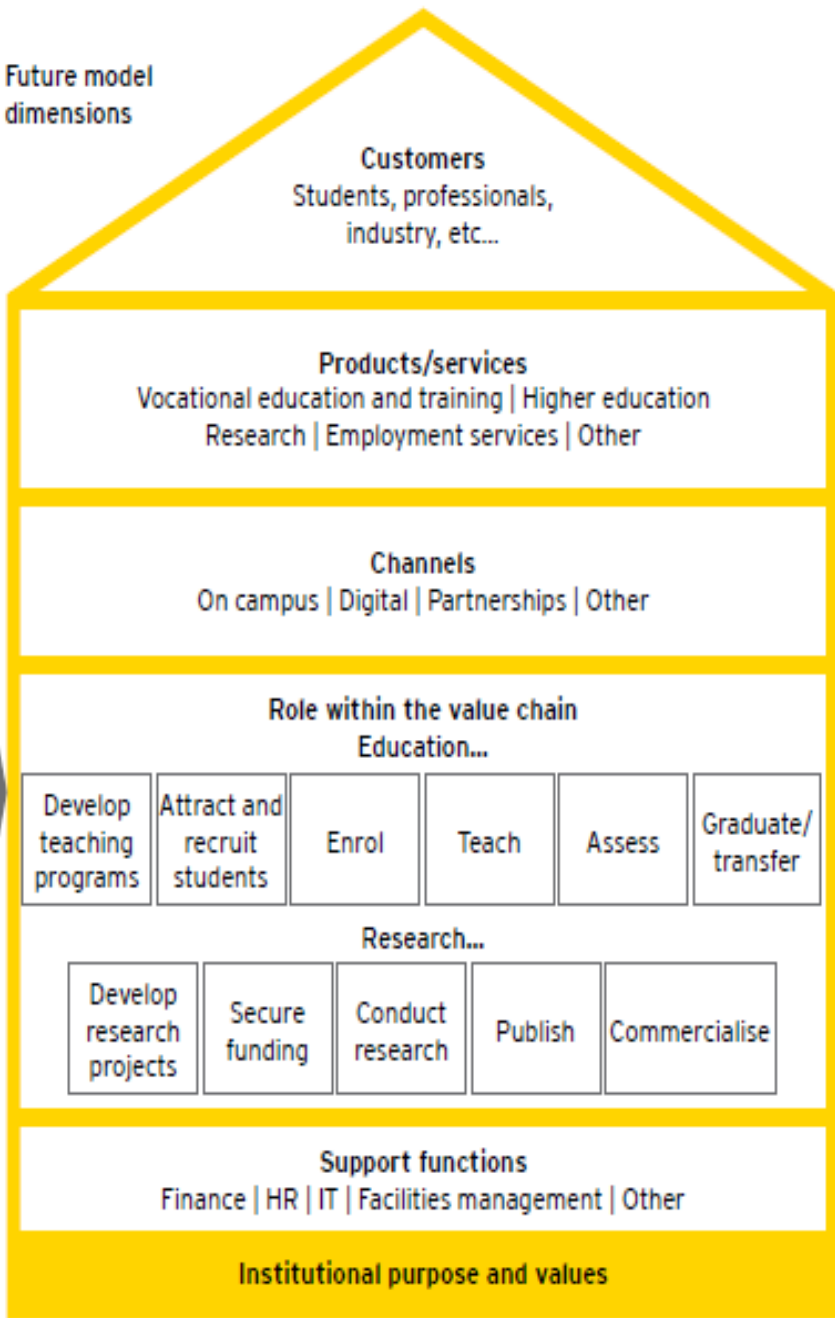 Future model
dimensions
Customers
Students, professionals,
industry, etc...
Products/services
Vocational education and training | Higher education
Research | Employment services | Other
Channels
On campus | Digital | Partnerships | Other
Role within the value chain
Education...
Develop
teaching
programs
Attract and
recruit
students
Enrol
Teach
Assess
Graduate/
transfer
Research...
Develop
research
projects
Secure
funding
Conduct
research
Publish
Commercialise
Support functions
Finance | HR | IT | Facilities management | Other
Institutional purpose and values